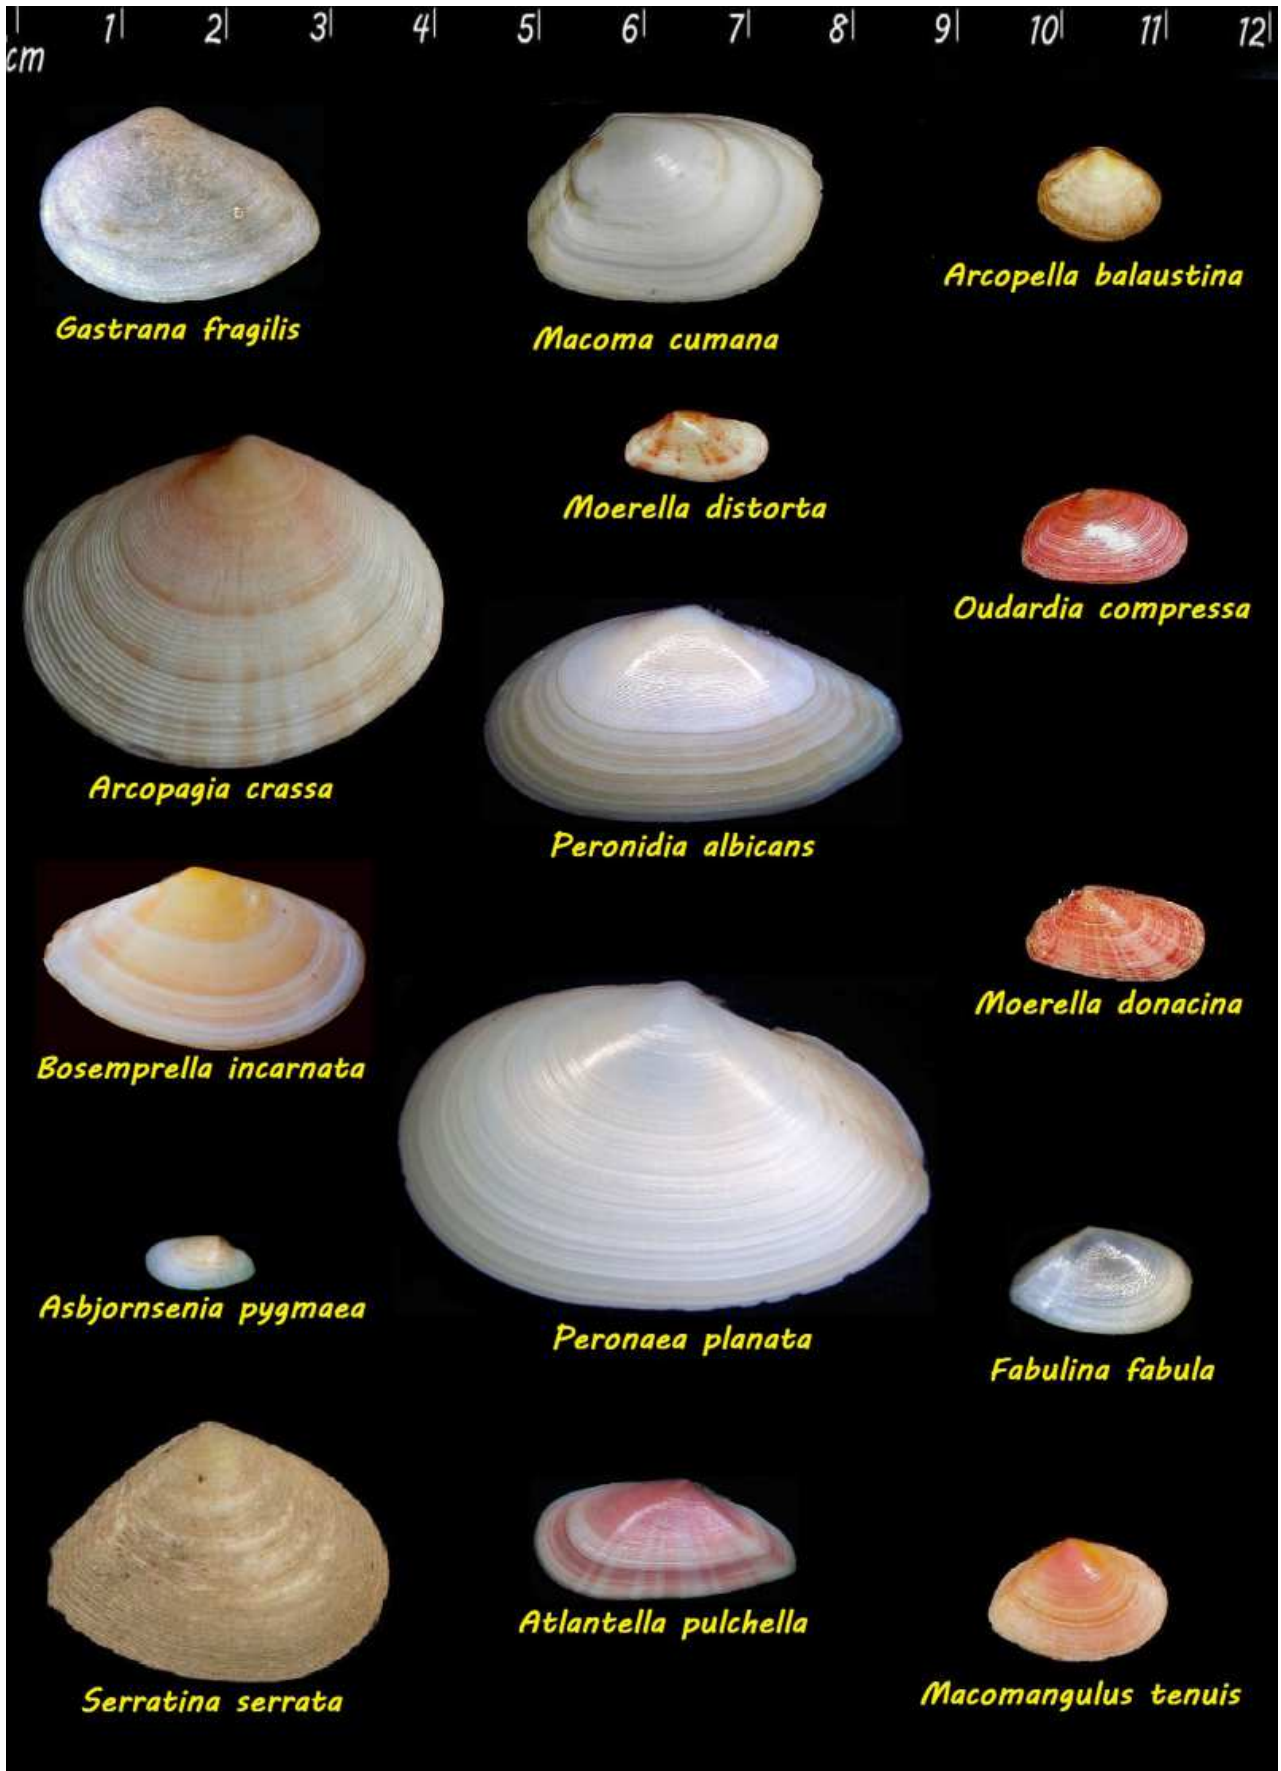 1 2 3 4 5 6 7 8 9 10 11 12
cm
Gastrana fragilis
Macoma cumana
Arcopella balaustina
Moerella distorta
Oudardia compressa
Arcopagia crassa
Peronidia albicans
Bosemprella incarnata
Moerella donacina
Asbjornsenia pygmaea
Peronaea planata
Fabulina fabula
Serratina serrata
Atlantella pulchella
Macomangulus tenuis